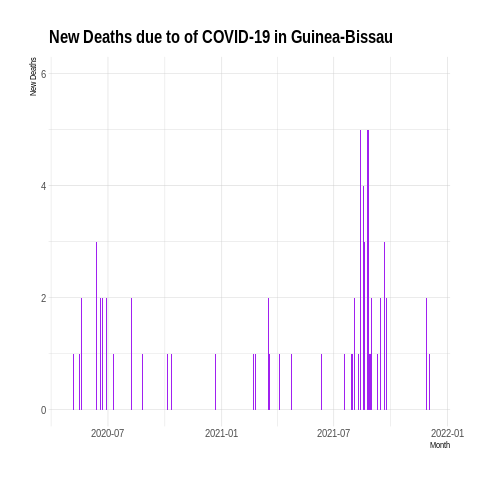 New Deaths due to of COVID-19 in Guinea-Bissau
New Deaths
6
4
2
0
2020-07
2021-01
2021-07
2022-01
Month